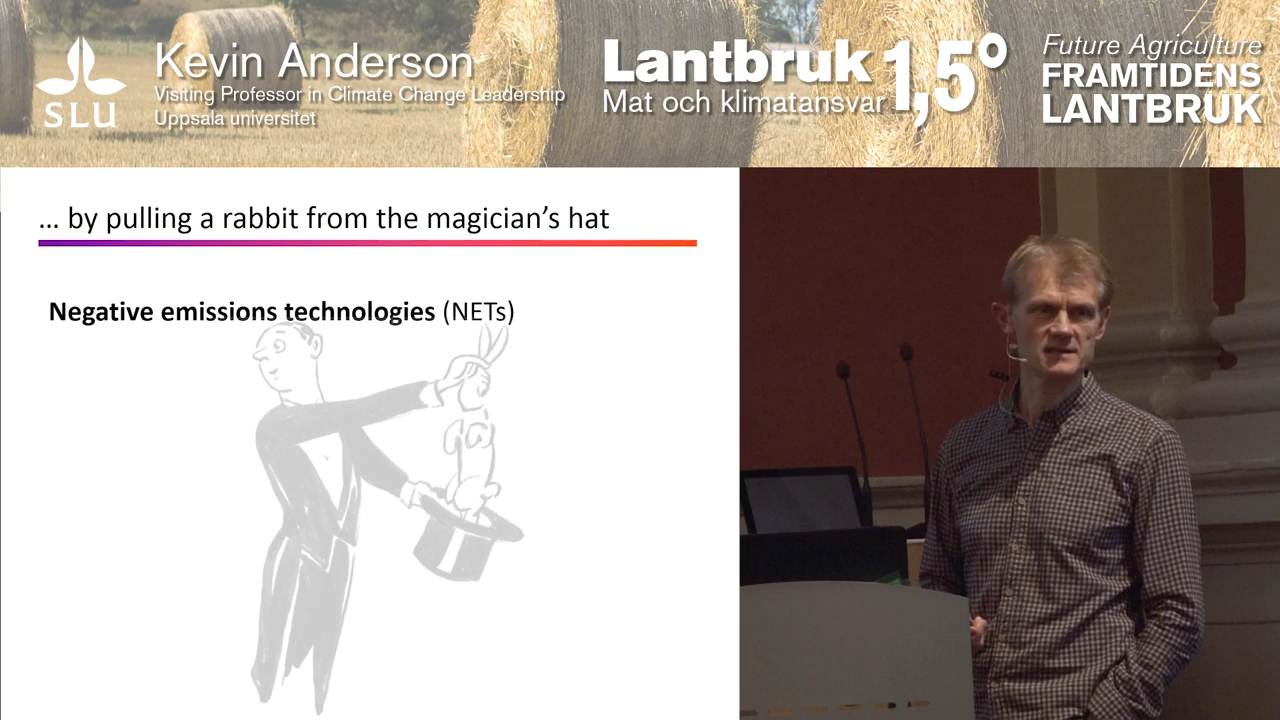 SLU
Kevin Anderson
Visiting Professor in Climate Change Leadership
Uppsala universitet
Lantbruk 1,5°
Mat och klimatansvar
Future Agriculture
FRAMTIDENS
LANTBRUK
... by pulling a rabbit from the magician’s hat
Negative emissions technologies (NETs)